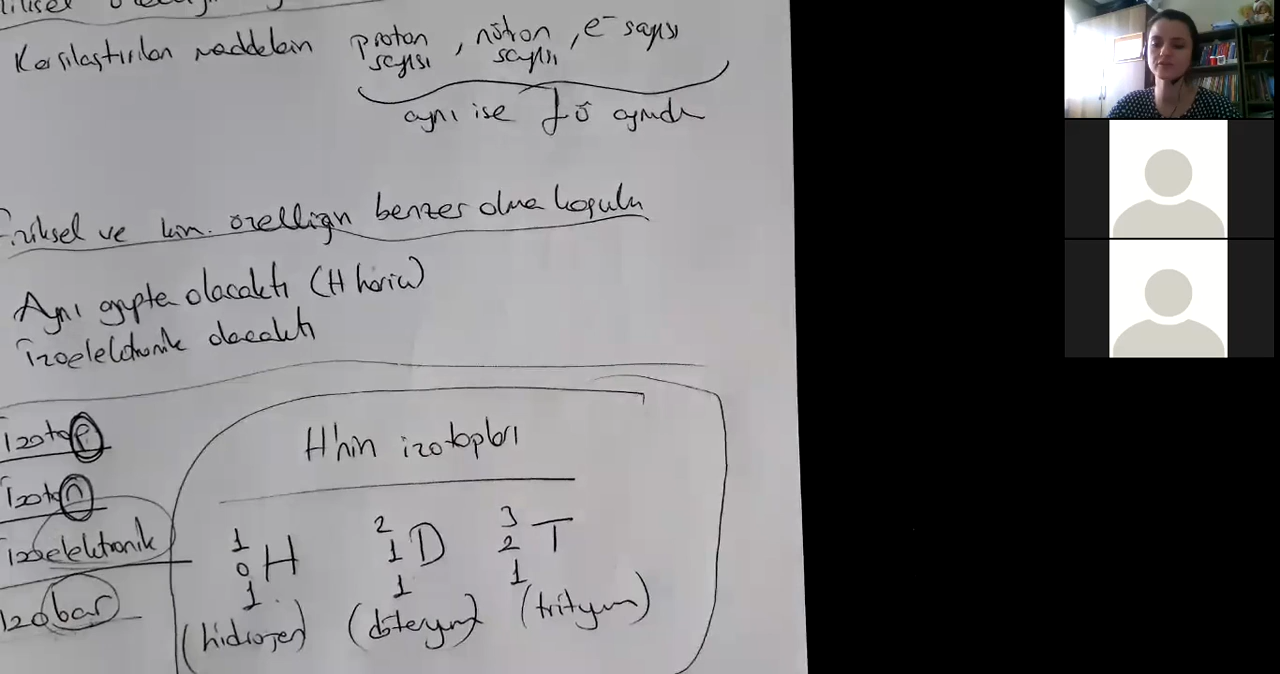 Karşılaştırılan maddelerin proton sayısı, nötron sayısı, e⁻ sayısı
aynı ise fö aynıdır
Fiziksel ve kim. özelliğin benzer olma koşulu
Aynı grupta olacaktı (H hariç)
İzoelektronik olacaktı
İzotop
İzoton
İzoelektronik
İzobar
H'nin izotopları
1 0 1 H
2 1 1 D
3 2 1 T
(hidrojen) (döteryum) (trityum)